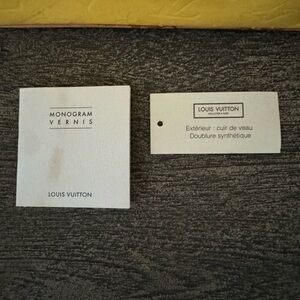 MONOGRAM
VERNIS
LOUIS VUITTON
LOUIS VUITTON
Extérieur : cuir de veau
Doublure synthétique